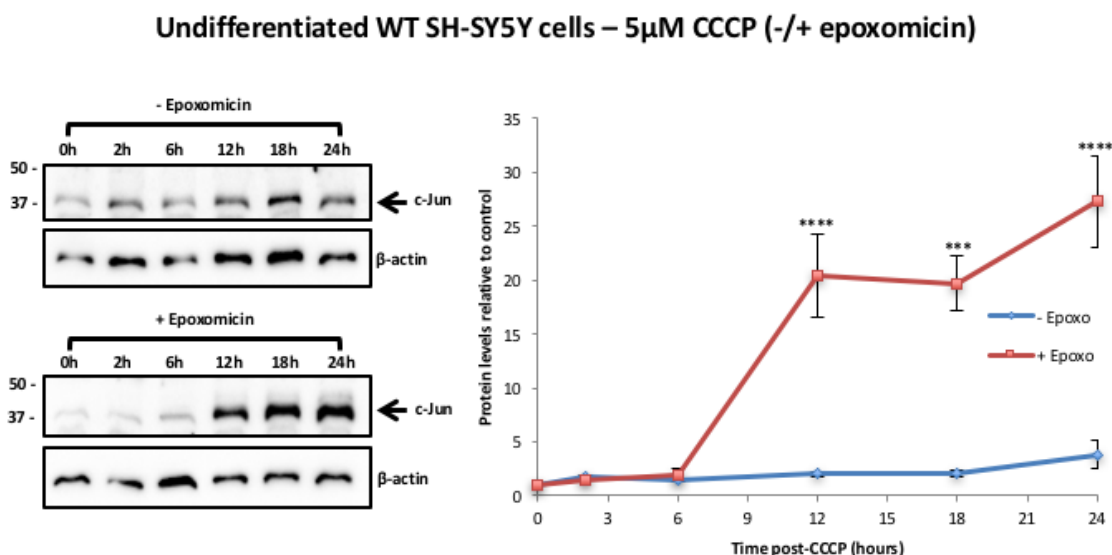 Undifferentiated WT SH-SY5Y cells – 5µM CCCP (-/+ epoxomicin)
- Epoxomicin
0h 2h 6h 12h 18h 24h
50 -
37 -
c-Jun
β-actin
+ Epoxomicin
0h 2h 6h 12h 18h 24h
50 -
37 -
c-Jun
β-actin
Protein levels relative to control
35
30
25
20
15
10
5
0
**** *** ****
- Epoxo
+ Epoxo
0 3 6 9 12 15 18 21 24
Time post-CCCP (hours)